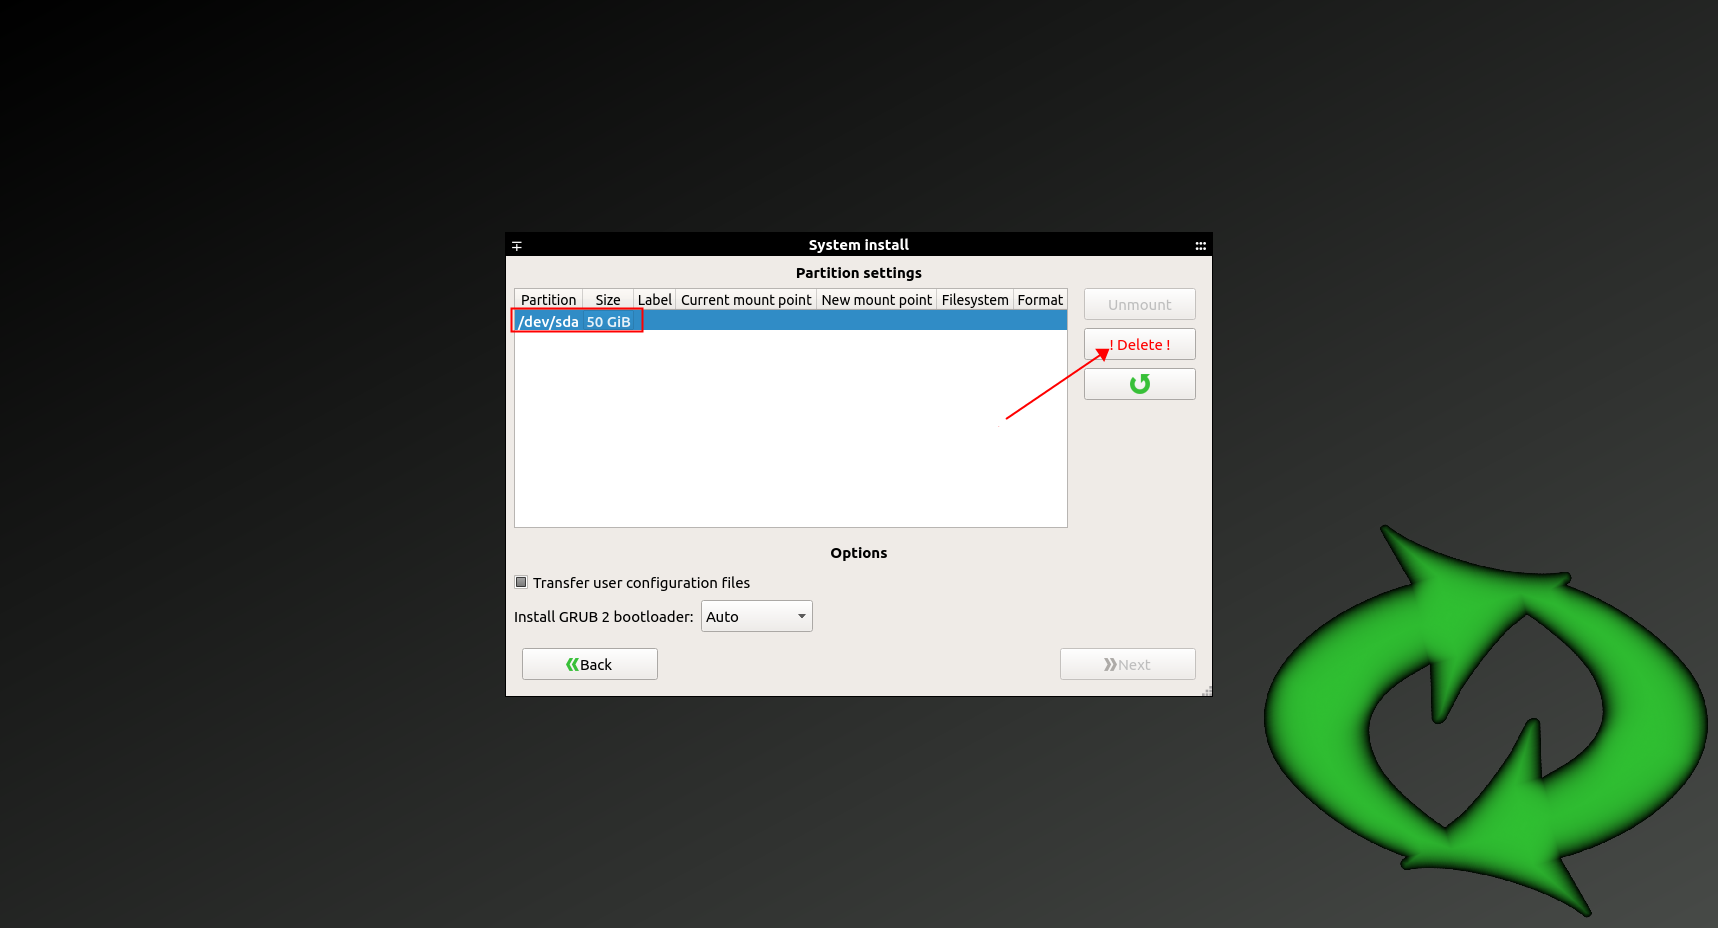 System install
Partition settings
Partition Size Label Current mount point New mount point Filesystem Format
/dev/sda 50 GiB
Unmount
! Delete !
Options
Transfer user configuration files
Install GRUB 2 bootloader: Auto
Back Next